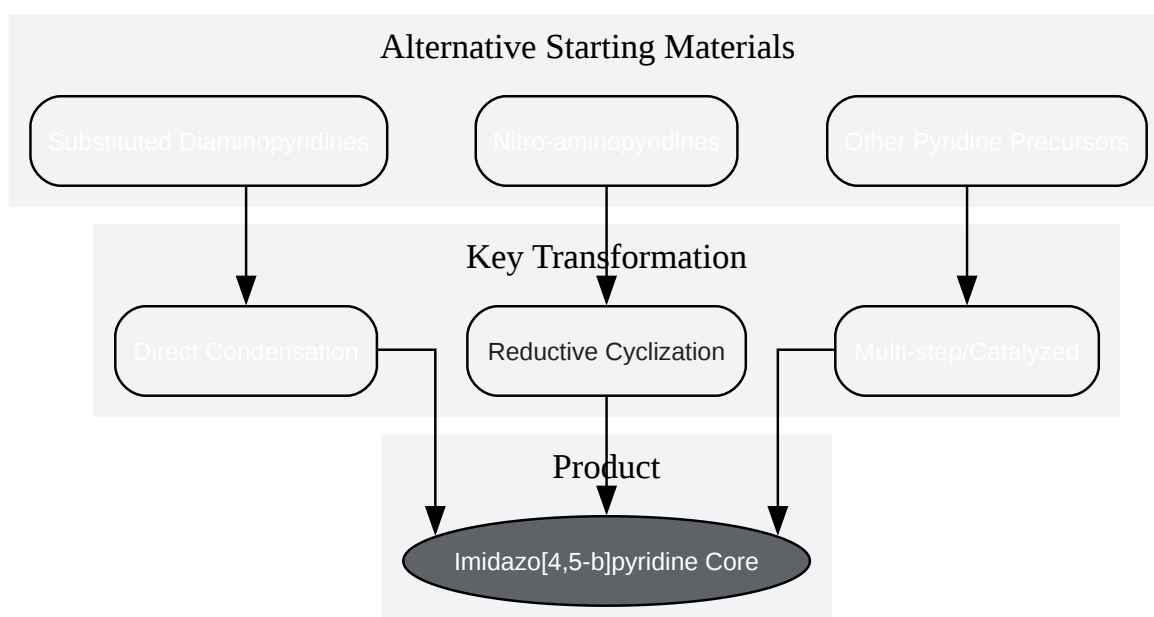 Alternative Starting Materials
Substituted Diaminopyridines
Nitro-aminopyridines
Other Pyridine Precursors
Key Transformation
Direct Condensation
Reductive Cyclization
Multi-step/Catalyzed
Product
Imidazo[4,5-b]pyridine Core